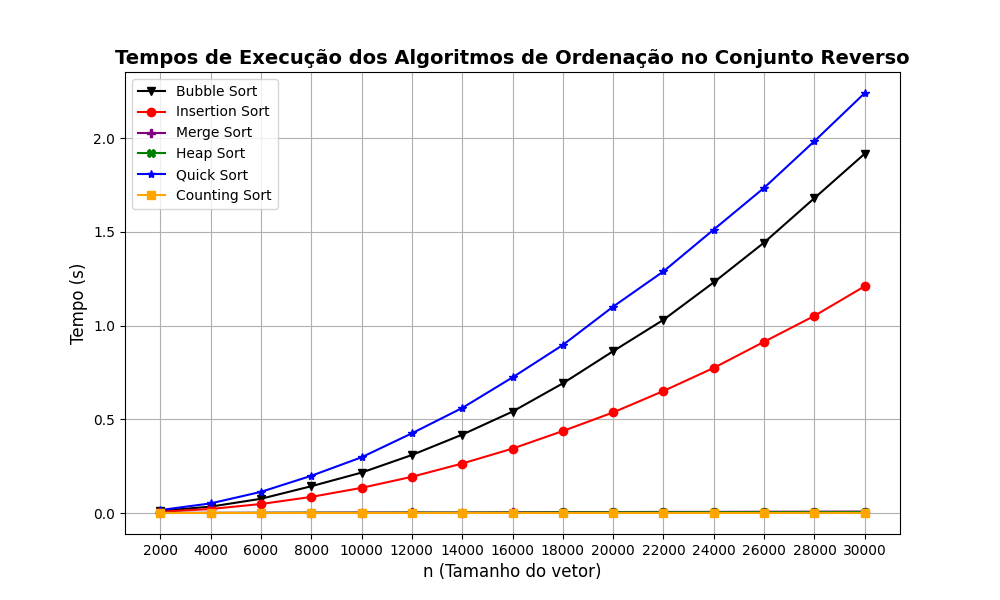 Tempos de Execução dos Algoritmos de Ordenação no Conjunto Reverso
Bubble Sort
Insertion Sort
Merge Sort
Heap Sort
Quick Sort
Counting Sort
Tempo (s)
2.0
1.5
1.0
0.5
0.0
2000 4000 6000 8000 10000 12000 14000 16000 18000 20000 22000 24000 26000 28000 30000
n (Tamanho do vetor)